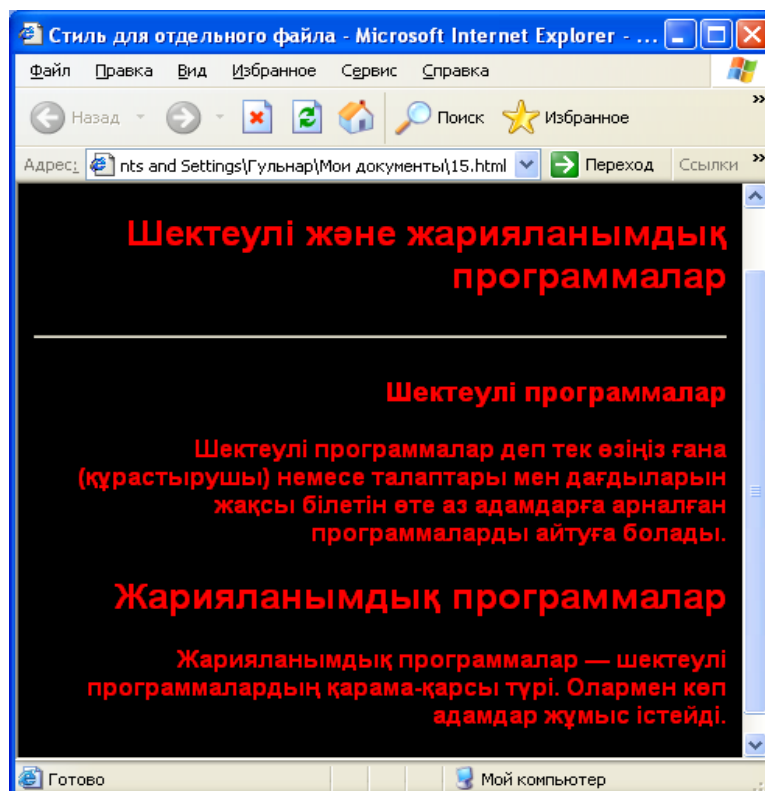 Стиль для отдельного файла - Microsoft Internet Explorer - ...
Файл Правка Вид Избранное Сервис Справка
Назад Поиск Избранное »
Адрес: nts and Settings\Гульнар\Мои документы\15.html Переход Ссылки »
Шектеулі және жарияланымдық
программалар
Шектеулі программалар
Шектеулі программалар деп тек өзіңіз ғана
(құрастырушы) немесе талаптары мен дағдыларын
жақсы білетін өте аз адамдарға арналған
программаларды айтуға болады.
Жарияланымдық программалар
Жарияланымдық программалар — шектеулі
программалардың қарама-қарсы түрі. Олармен көп
адамдар жұмыс істейді.
Готово Мой компьютер